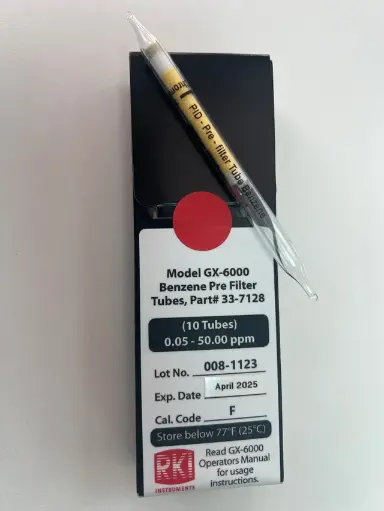 PID - Pre - filter Tube Benzene
Model GX-6000
Benzene Pre Filter
Tubes, Part# 33-7128
(10 Tubes)
0.05 - 50.00 ppm
Lot No. 008-1123
Exp. Date April 2025
Cal. Code F
Store below 77°F (25°C)
RKI
INSTRUMENTS
Read GX-6000
Operators Manual
for usage
instructions.